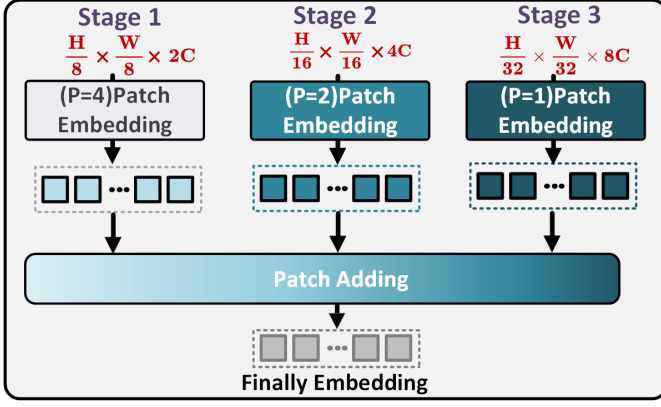 Stage 1 Stage 2 Stage 3
H/8 × W/8 × 2C H/16 × W/16 × 4C H/32 × W/32 × 8C
(P=4)Patch (P=2)Patch (P=1)Patch
Embedding Embedding Embedding
Patch Adding
Finally Embedding